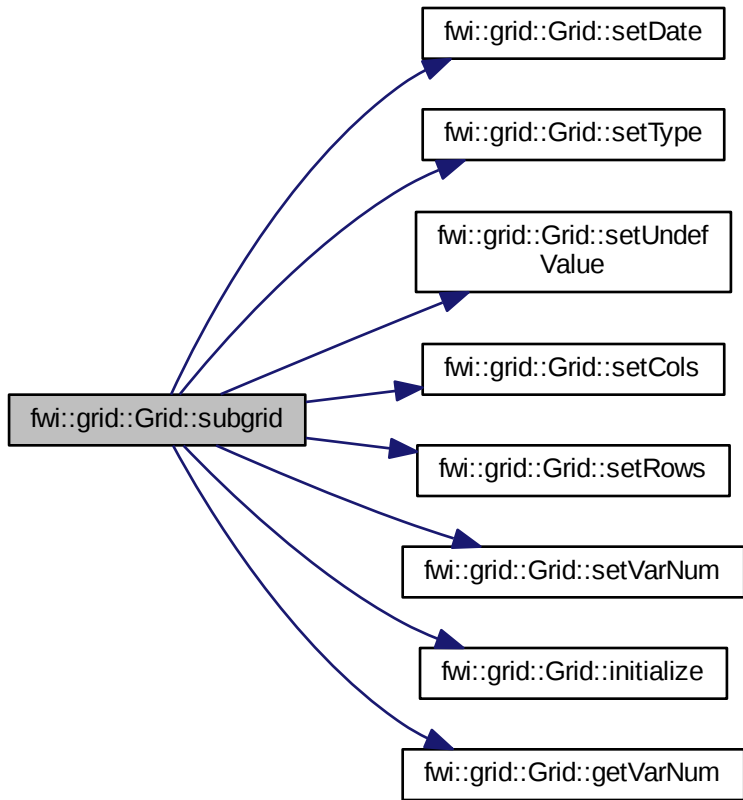 fwi::grid::Grid::setDate
fwi::grid::Grid::setType
fwi::grid::Grid::setUndef
Value
fwi::grid::Grid::setCols
fwi::grid::Grid::subgrid
fwi::grid::Grid::setRows
fwi::grid::Grid::setVarNum
fwi::grid::Grid::initialize
fwi::grid::Grid::getVarNum